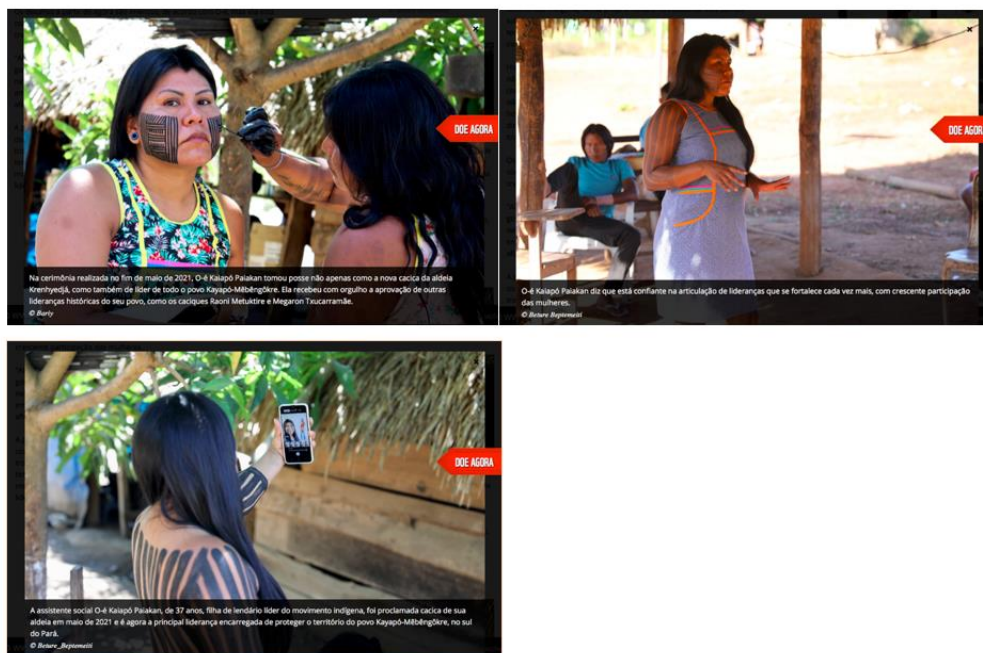 DOE AGORA
Na cerimônia realizada no fim de maio de 2021, O-é Kaiapó Paiakan tomou posse não apenas como a nova cacica da aldeia
Krenhyedjá, como também de líder de todo o povo Kayapó-Mẽbêngôkre. Ela recebeu com orgulho a aprovação de outras
lideranças históricas do seu povo, como os caciques Raoni Metuktire e Megaron Txucarramãe.
© Bariy
DOE AGORA
O-é Kaiapó Paiakan diz que está confiante na articulação de lideranças que se fortalece cada vez mais, com crescente participação
das mulheres.
© Beture Beptomeiti
DOE AGORA
A assistente social O-é Kaiapó Paiakan, de 37 anos, filha de lendário líder do movimento indígena, foi proclamada cacica de sua
aldeia em maio de 2021 e é agora a principal liderança encarregada de proteger o território do povo Kayapó-Mẽbêngôkre, no sul
do Pará.
© Beture_Beptomeiti